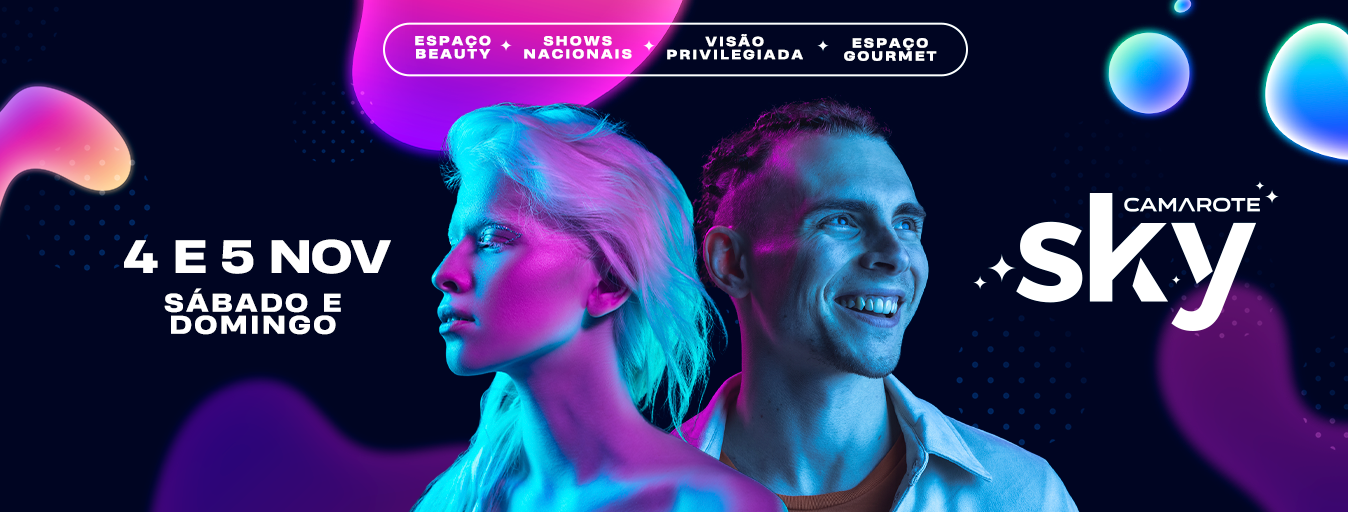 ESPAÇO
BEAUTY
SHOWS
NACIONAIS
VISÃO
PRIVILEGIADA
ESPAÇO
GOURMET
4 E 5 NOV
SÁBADO E
DOMINGO
CAMAROTE
sky